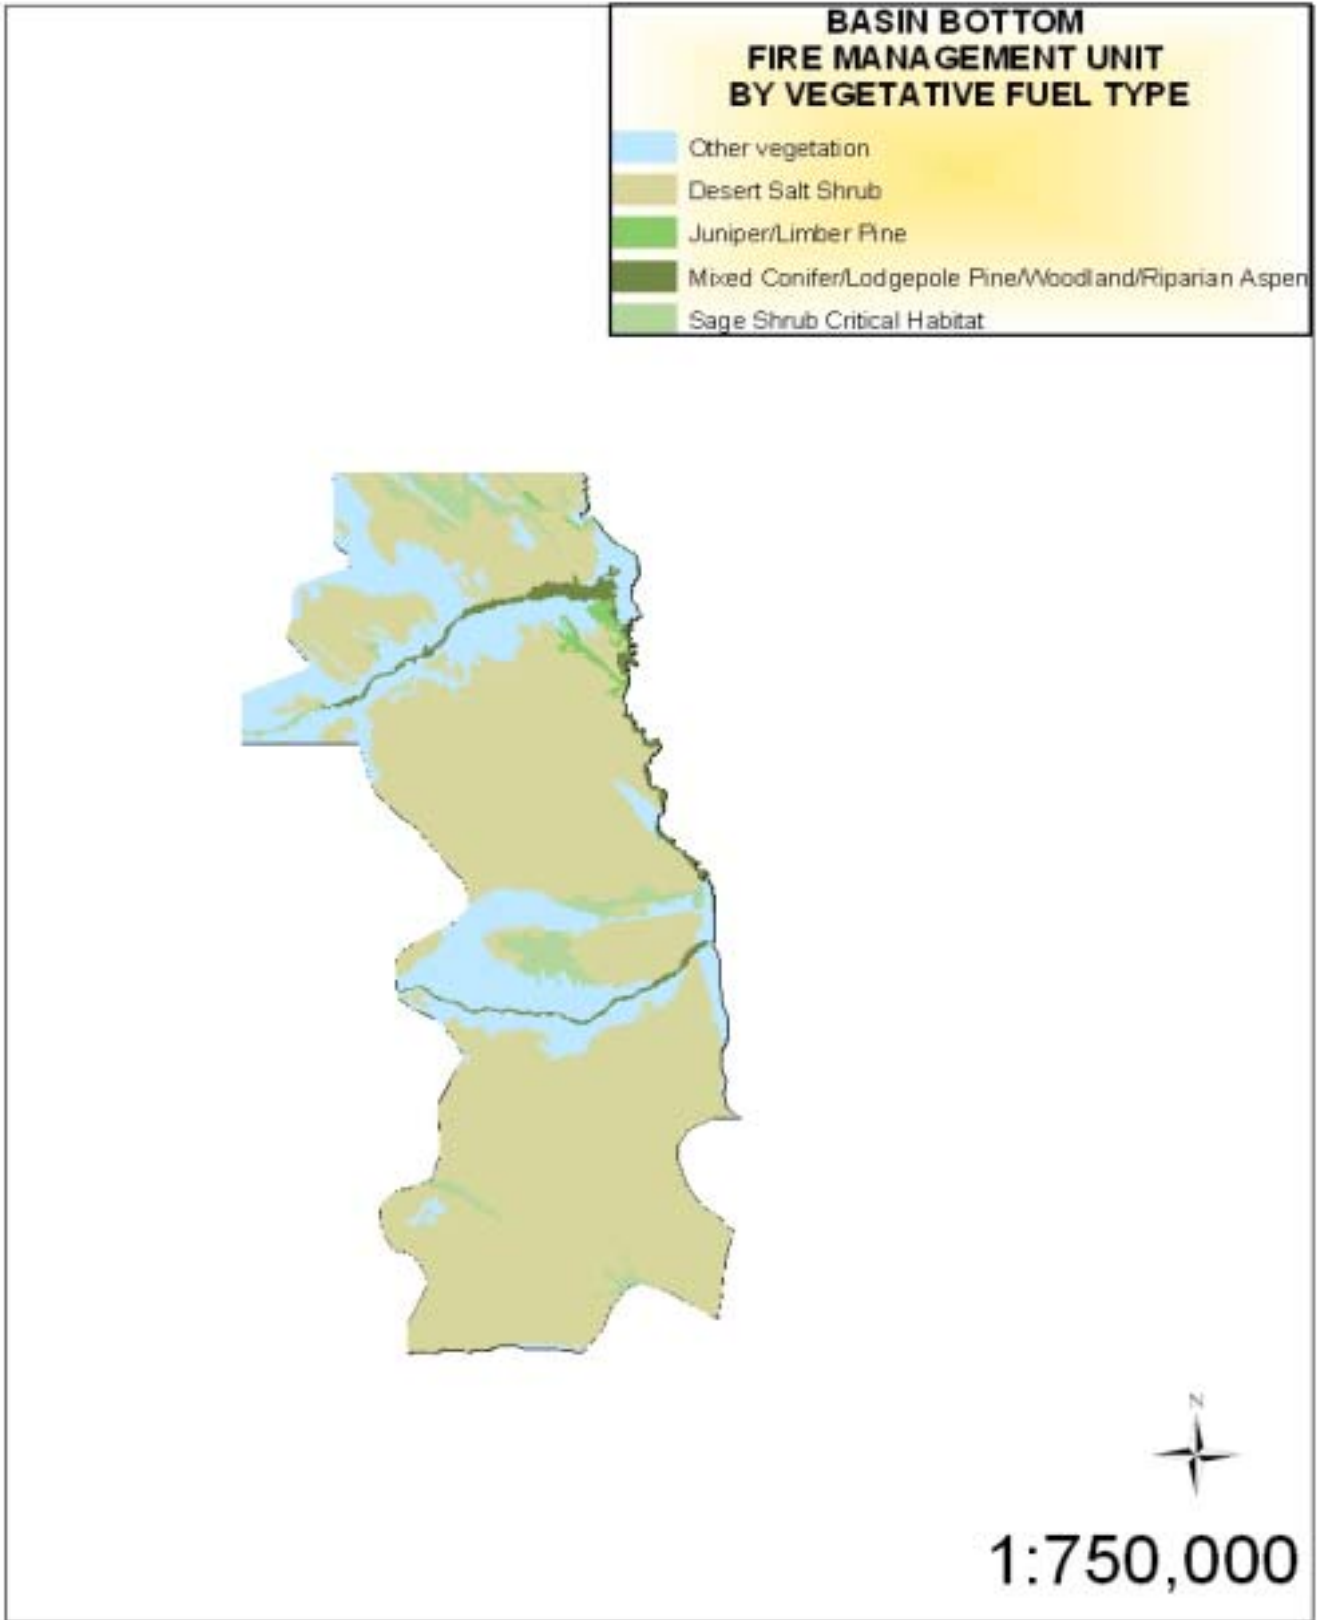 BASIN BOTTOM
FIRE MANAGEMENT UNIT
BY VEGETATIVE FUEL TYPE
Other vegetation
Desert Salt Shrub
Juniper/Limber Pine
Mixed Conifer/Lodgepole Pine/Woodland/Riparian Aspen
Sage Shrub Critical Habitat
N
1:750,000